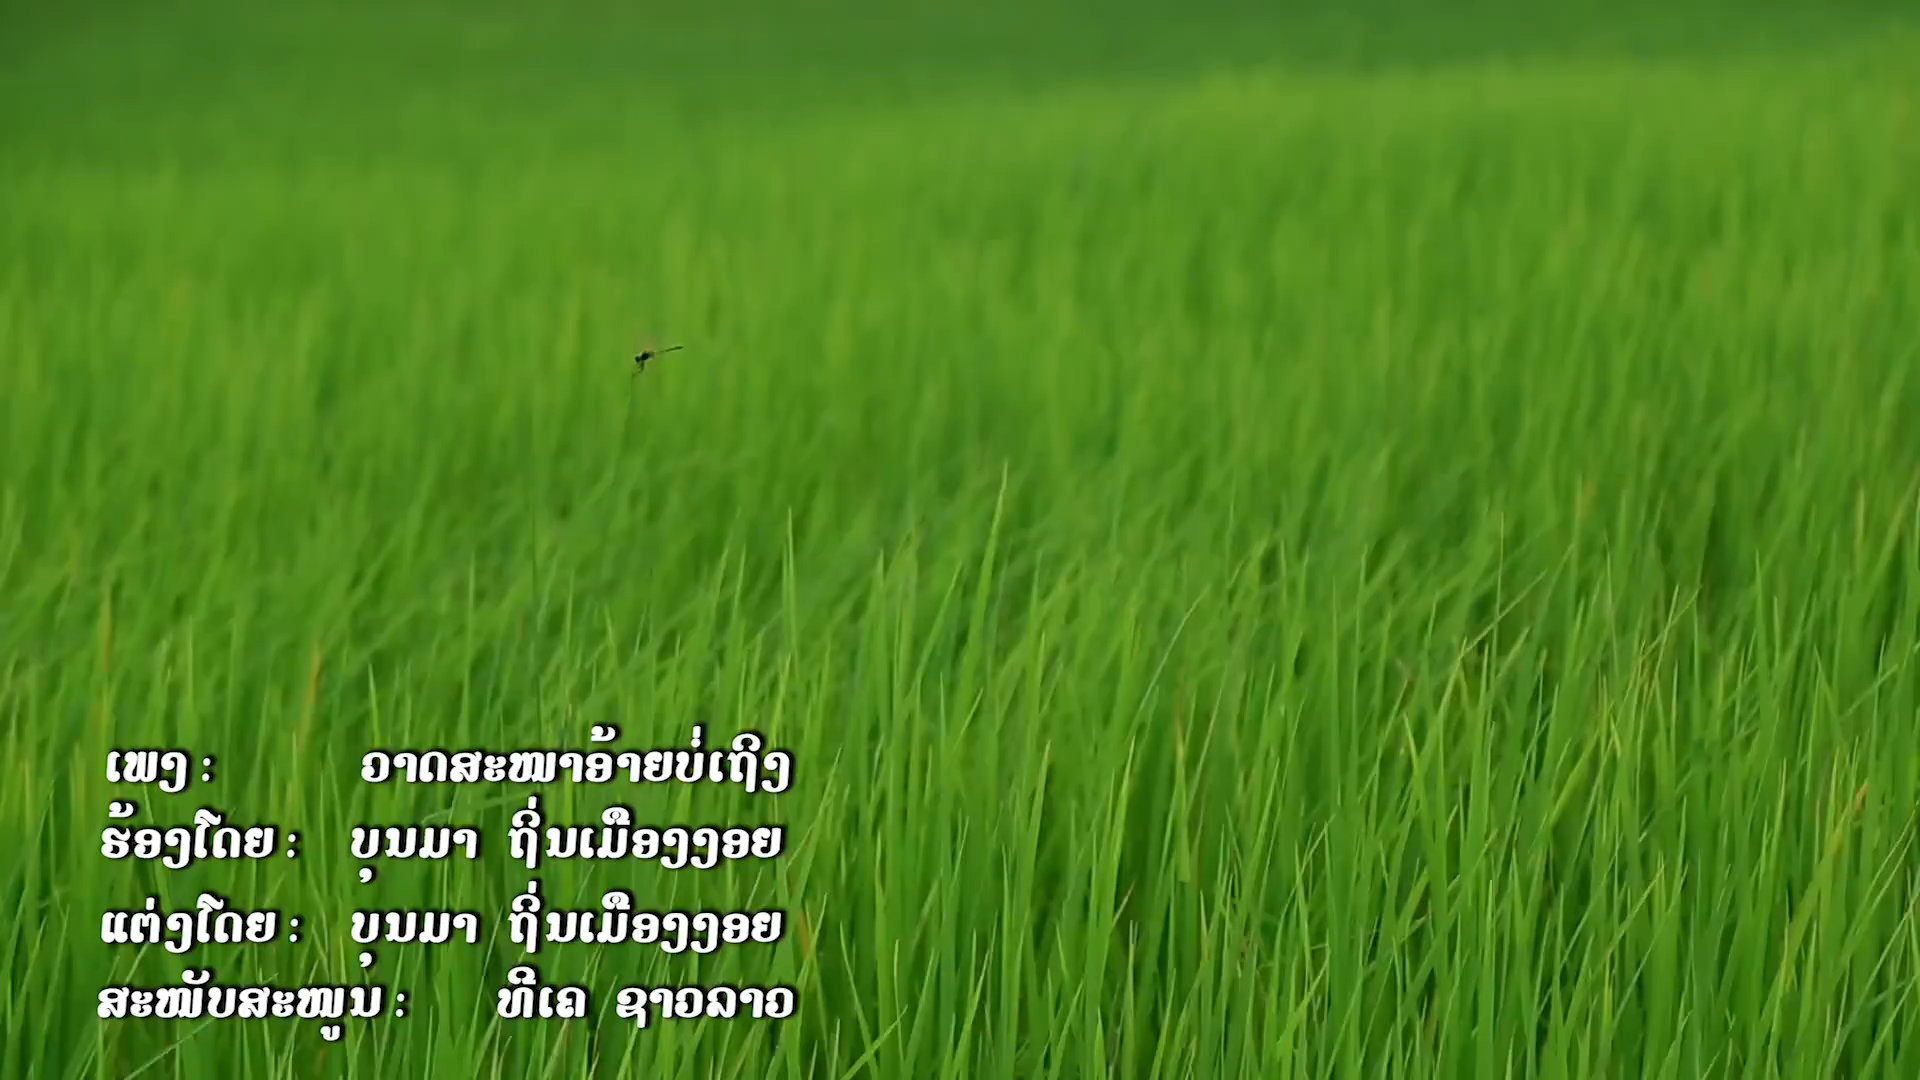 ເພງ: ວາດສະໜາອ້າຍບໍ່ເຖິງ
ຮ້ອງໂດຍ: ບຸນມາ ຖິ່ນເມືອງງອຍ
ແຕ່ງໂດຍ: ບຸນມາ ຖິ່ນເມືອງງອຍ
ສະໜັບສະໜູນ: ທີເຄ ຊາວລາວ